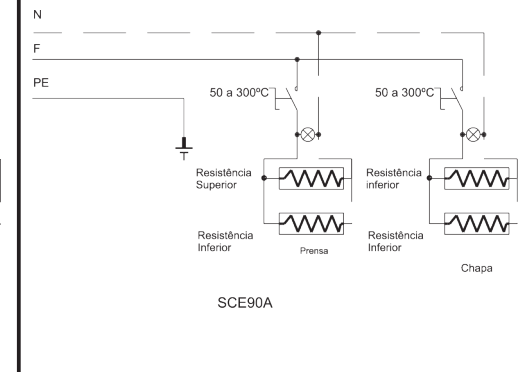 N
F
PE
50 a 300ºC
50 a 300ºC
Resistência
Superior
Resistência
inferior
Resistência
Inferior
Prensa
Resistência
Inferior
Chapa
SCE90A